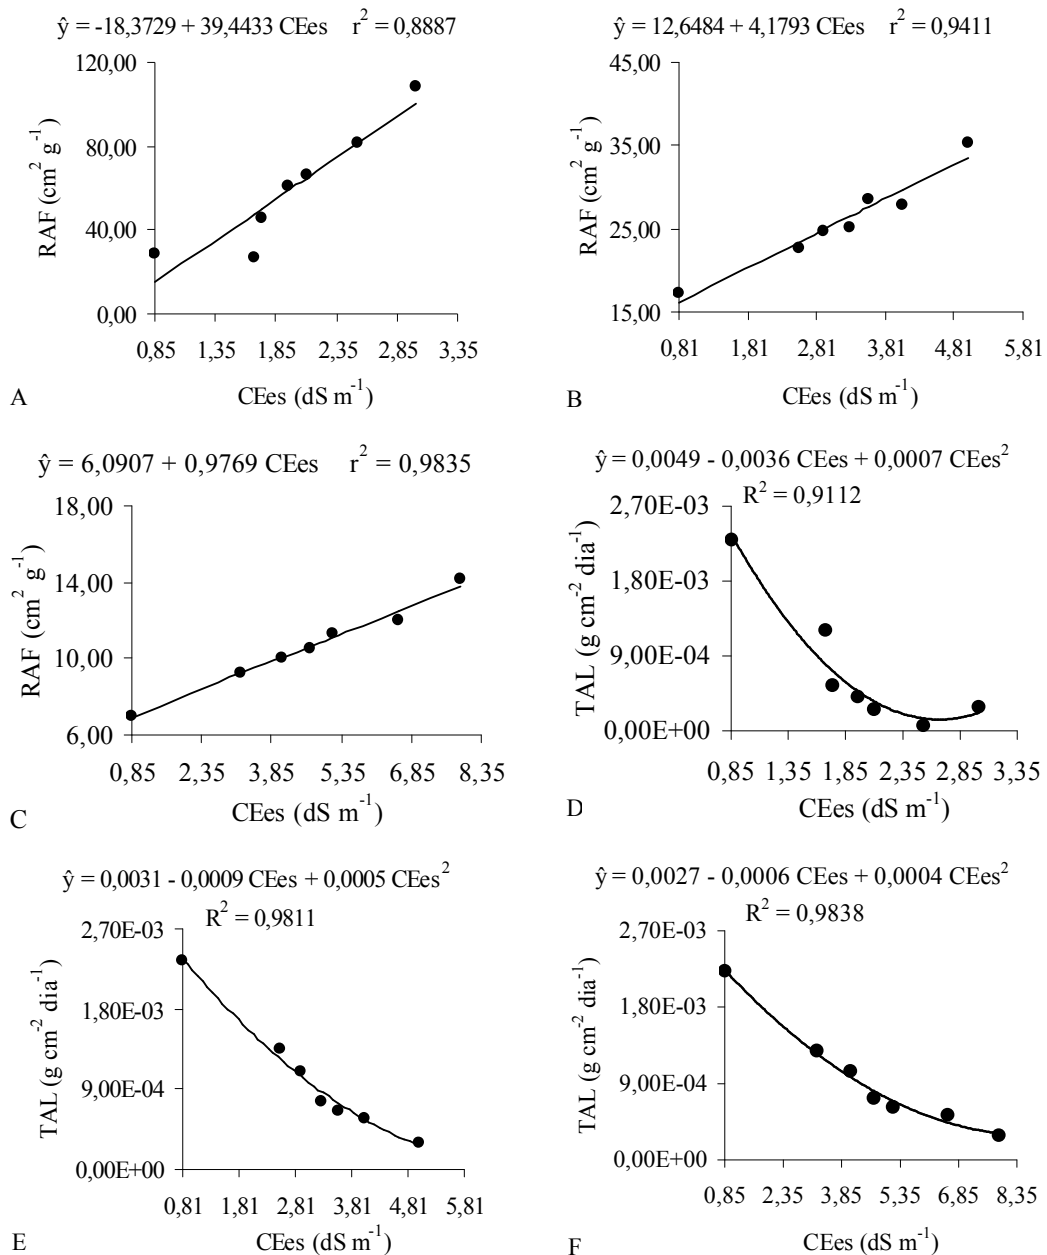 ŷ = -18,3729 + 39,4433 CEes r² = 0,8887
120,00
80,00
40,00
0,00
RAF (cm² g⁻¹)
0,85 1,35 1,85 2,35 2,85 3,35
CEes (dS m⁻¹)
A
ŷ = 12,6484 + 4,1793 CEes r² = 0,9411
45,00
35,00
25,00
15,00
RAF (cm² g⁻¹)
0,81 1,81 2,81 3,81 4,81 5,81
CEes (dS m⁻¹)
B
ŷ = 6,0907 + 0,9769 CEes r² = 0,9835
18,00
14,00
10,00
6,00
RAF (cm² g⁻¹)
0,85 2,35 3,85 5,35 6,85 8,35
CEes (dS m⁻¹)
C
ŷ = 0,0049 - 0,0036 CEes + 0,0007 CEes²
R² = 0,9112
2,70E-03
1,80E-03
9,00E-04
0,00E+00
TAL (g cm⁻² dia⁻¹)
0,85 1,35 1,85 2,35 2,85 3,35
CEes (dS m⁻¹)
D
ŷ = 0,0031 - 0,0009 CEes + 0,0005 CEes²
R² = 0,9811
2,70E-03
1,80E-03
9,00E-04
0,00E+00
TAL (g cm⁻² dia⁻¹)
0,81 1,81 2,81 3,81 4,81 5,81
CEes (dS m⁻¹)
E
ŷ = 0,0027 - 0,0006 CEes + 0,0004 CEes²
R² = 0,9838
2,70E-03
1,80E-03
9,00E-04
0,00E+00
TAL (g cm⁻² dia⁻¹)
0,85 2,35 3,85 5,35 6,85 8,35
CEes (dS m⁻¹)
F